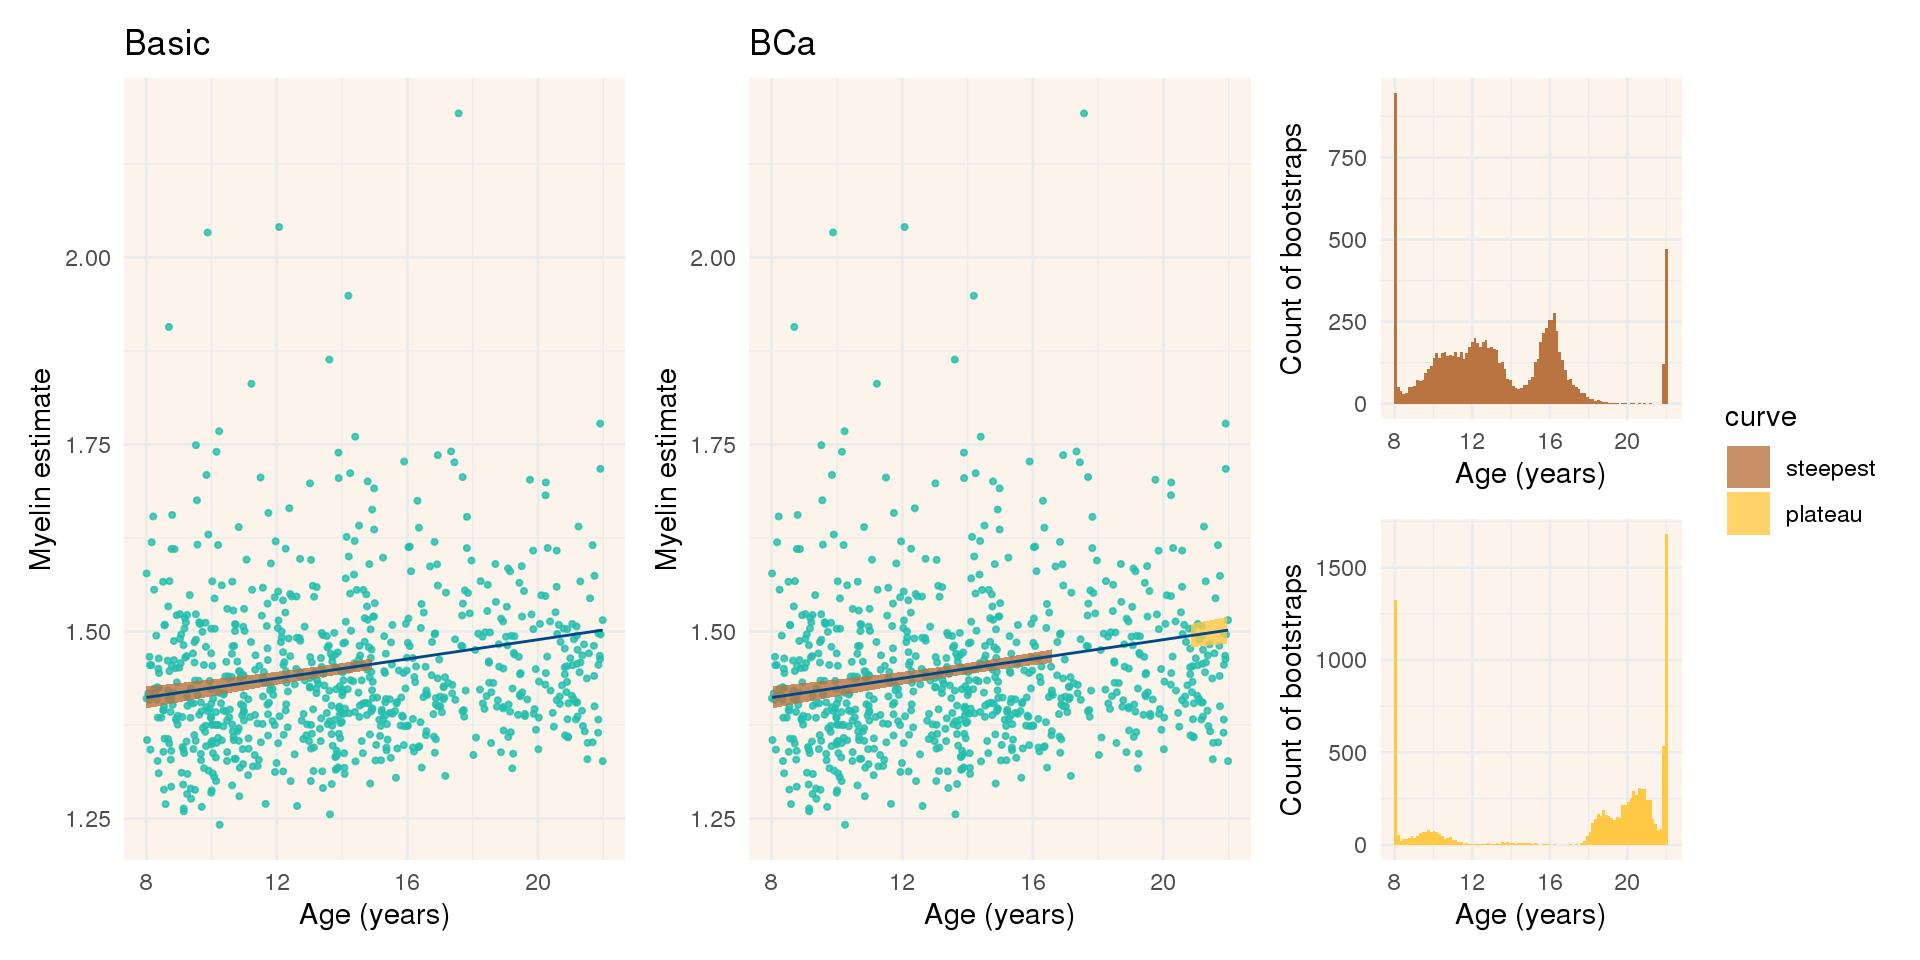 Basic
Myelin estimate
2.00
1.75
1.50
1.25
8 12 16 20
Age (years)
BCa
Myelin estimate
2.00
1.75
1.50
1.25
8 12 16 20
Age (years)
Count of bootstraps
750
500
250
0
8 12 16 20
Age (years)
Count of bootstraps
1500
1000
500
0
8 12 16 20
Age (years)
curve
steepest
plateau